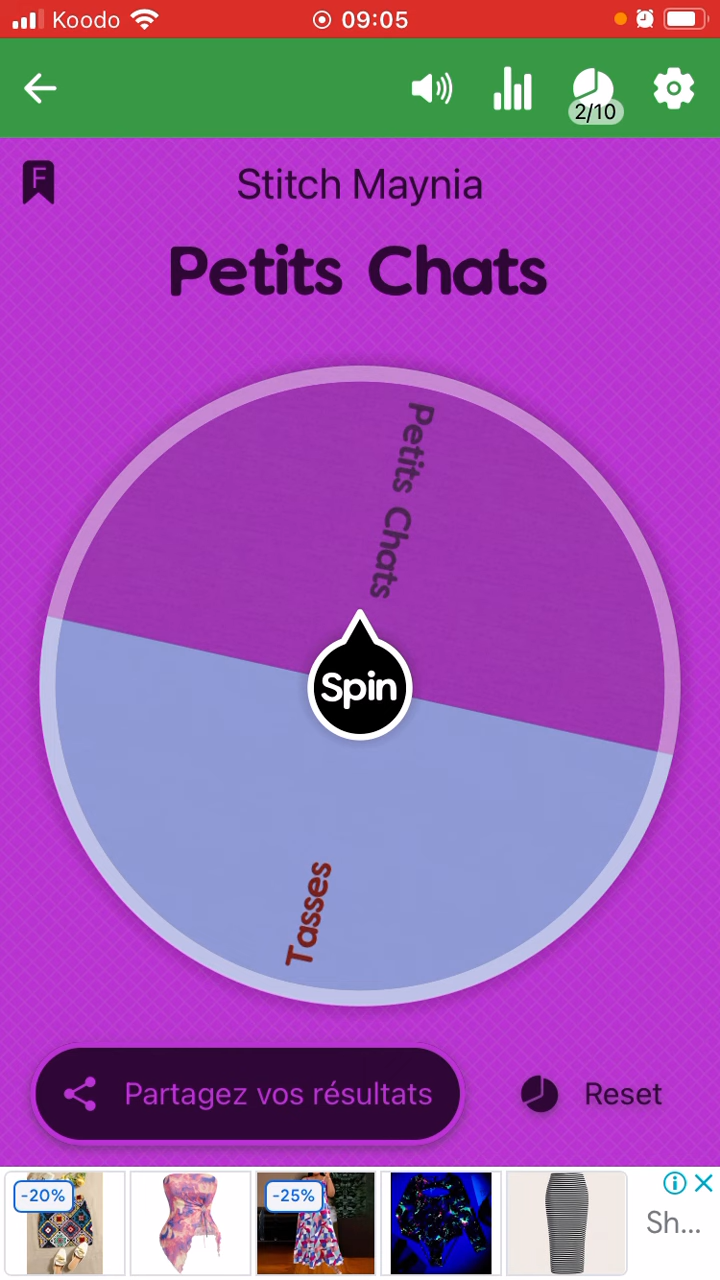 Koodo 09:05
2/10
F
Stitch Maynia
Petits Chats
Petits Chats
Spin
Tasses
Partagez vos résultats
Reset
-20%
-25%
Sh...